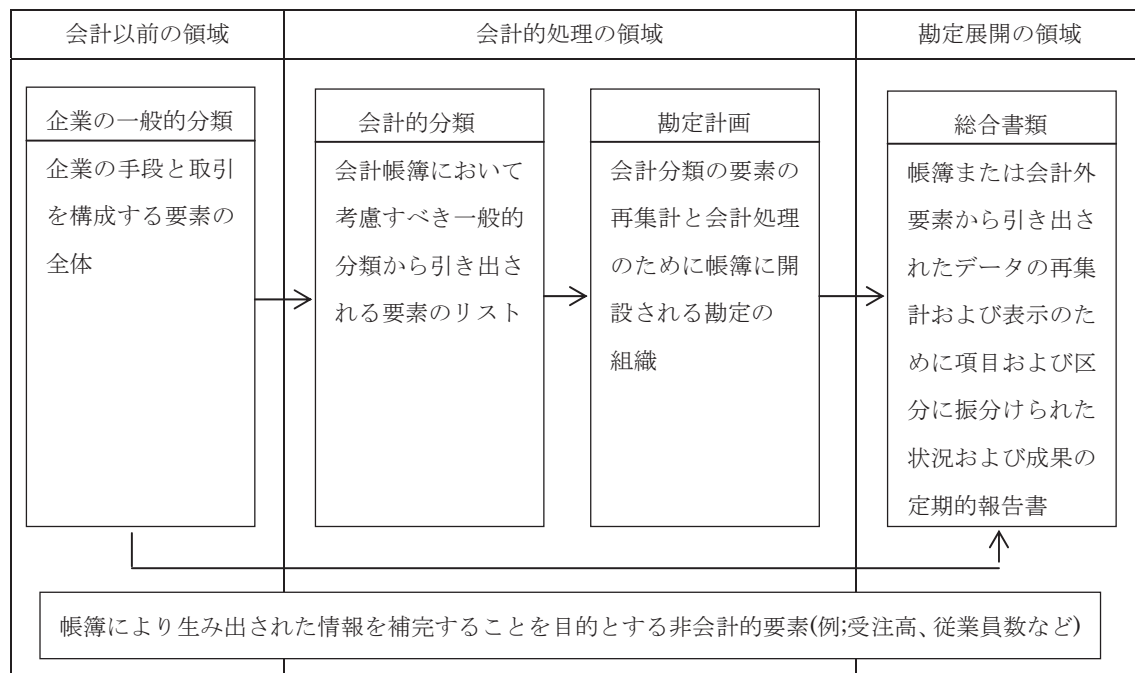 会計以前の領域
会計的処理の領域
勘定展開の領域
企業の一般的分類
企業の手段と取引
を構成する要素の
全体
会計的分類
会計帳簿において
考慮すべき一般的
分類から引き出さ
れる要素のリスト
勘定計画
会計分類の要素の
再集計と会計処理
のために帳簿に開
設される勘定の
組織
総合書類
帳簿または会計外
要素から引き出さ
れたデータの再集
計および表示のた
めに項目および区
分に振分けられた
状況および成果の
定期的報告書
帳簿により生み出された情報を補完することを目的とする非会計的要素(例;受注高、従業員数など)